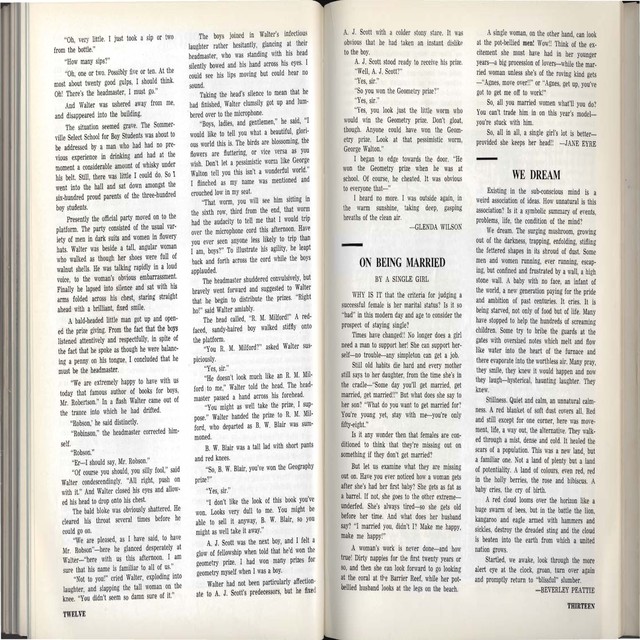 "Oh, very little. I just took a sip or two
from the bottle."
"How many sips?"
"Oh, one or two. Possibly five or ten. At the
most about twenty good gulps, I should think.
Oh! There's the headmaster, I must go."
And Walter was ushered away from me,
and disappeared into the building.
The situation seemed grave. The Sommer-
ville Select School for Boy Students was about to
be addressed by a man who had had no pre-
vious experience in drinking and had at the
moment a considerable amount of whisky under
his belt. Still, there was little I could do. So I
went into the hall and sat down amongst the
six-hundred proud parents of the three-hundred
boy students.
Presently the official party moved on to the
platform. The party consisted of the usual var-
iety of men in dark suits and women in flowery
hats. Walter was beside a tall, angular woman
who walked as though her shoes were full of
walnut shells. He was talking rapidly in a loud
voice, to the woman's obvious embarrassment.
Finally he lapsed into silence and sat with his
arms folded across his chest, staring straight
ahead with a brilliant, fixed smile.
A bald-headed little man got up and open-
ed the prize giving. From the fact that the boys
listened attentively and respectfully, in spite of
the fact that he spoke as though he were balanc-
ing a penny on his tongue, I concluded that he
must be the headmaster.
"We are extremely happy to have with us
today that famous author of books for boys,
Mr. Robertson." In a flash Walter came out of
the trance into which he had drifted.
"Robson," he said distinctly.
"Robinson." the headmaster corrected him-
self.
"Robson."
"Er—I should say, Mr. Robson."
"Of course you should, you silly fool," said
Walter condescendingly. "All right, push on
with it." And Walter closed his eyes and allow-
ed his head to drop onto his chest.
The bald bloke was obviously shattered. He
cleared his throat several times before he
could go on.
"We are pleased, as I have said, to have
Mr. Robson"—here he glanced desperately at
Walter—"here with us this afternoon. I am
sure that his name is familiar to all of us."
"Not to you!" cried Walter, exploding into
laughter, and slapping the tall woman on the
knee. "You didn't seem so damn sure of it."
TWELVE
The boys joined in Walter's infectious
laughter rather hesitantly, glancing at their
headmaster, who was standing with his head
silently bowed and his hand across his eyes. I
could see his lips moving but could hear no
sound.
Taking the head's silence to mean that he
had finished, Walter clumsily got up and lum-
bered over to the microphone.
"Boys, ladies, and gentlemen," he said, "I
would like to tell you what a beautiful, glori-
ous world this is. The birds are blossoming, the
flowers are fluttering, or vice versa as you
wish. Don't let a pessimistic worms like George
Walton tell you this isn't a wonderful world."
I flinched as my name was mentioned and
crouched low in my seat.
"That worm, you will see him sitting in
the sixth row, third from the end, that worm
had the audacity to tell me that I would trip
over the microphone cord this afternoon. Have
you ever seen anyone less likely to trip than
I am, boys?" To illustrate his agility, he leapt
back and forth across the cord while the boys
applauded.
The headmaster shuddered convulsively, but
bravely went forward and suggested to Walter
that he begin to distribute the prizes. "Right
ho!" said Walter amiably.
The head called, "R. M. Milford!" A red-
faced, sandy-haired boy walked stiffly onto
the platform.
"You R. M. Milford?" asked Walter sus-
piciously.
"Yes, sir."
"He doesn't look much like an R. M. Mil-
ford to me," Walter told the head. The head-
master passed a hand across his forehead.
"You might as well take the prize, I sup-
pose." Walter handed the prize to R. M. Mil-
ford, who departed as B. W. Blair was sum-
moned.
B. W. Blair was a tall lad with short pants
and red knees.
"So, B. W. Blair, you've won the Geography
prize?"
"Yes, sir."
"I don't like the look of this book you've
won. Looks very dull to me. You might be
able to sell it anyway, B. W. Blair, so you
might as well take it away."
A. J. Scott was the next boy, and I felt a
glow of fellowship when told that he'd won the
geometry prize. I had won many prizes for
geometry myself when I was a boy.
Walter had not been particularly affection-
ate to A. J. Scott's predecessors, but he fixed
A. J. Scott with a colder stony stare. It was
obvious that he had taken an instant dislike
to the boy.
A. J. Scott stood ready to receive his prize.
"Well, A. J. Scott?"
"Yes, sir."
"So you won the Geometry prize?"
"Yes, sir."
"Yes, you look just the little worm who
would win the Geometry prize. Don't gloat,
though. Anyone could have won the Geom-
etry prize. Look at that pessimistic worm,
George Walton."
I began to edge towards the door. "He
won the Geometry prize when he was at
school. Of course, he cheated. It was obvious
to everyone that—"
I heard no more. I was outside again, in
the warm sunshine, taking deep, gasping
breaths of the clean air.
—GLENDA WILSON
ON BEING MARRIED
BY A SINGLE GIRL
WHY IS IT that the criteria for judging a
successful female is her marital status? Is it so
"bad" in this modern day and age to consider the
prospect of staying single?
Times have changed! No longer does a girl
need a man to support her! She can support her-
self—no trouble—any simpleton can get a job.
Still old habits die hard and every mother
still says to her daughter, from the time she's in
the cradle—"Some day you'll get married, get
married, get married!" But what does she say to
her son? "What do you want to get married for?
You're young yet, stay with me—you're only
fifty-eight."
Is it any wonder then that females are con-
ditioned to think that they're missing out on
something if they don't get married?
But let us examine what they are missing
out on. Have you ever noticed how a woman gets
after she's had her first baby? She gets as fat as
a barrel. If not, she goes to the other extreme—
underfed. She's always tired—so she gets old
before her time. And what does her husband
say? "I married you, didn't I? Make me happy,
make me happy!"
A woman's work is never done—and how
true! Dirty nappies for the first twenty years or
so, and then she can look forward to go looking
at the coral at the Barrier Reef, while her pot-
bellied husband looks at the legs on the beach.
A single woman, on the other hand, can look
at the pot-bellied men! Wow!! Think of the ex-
citement she must have had in her younger
years—a big procession of lovers—while the mar-
ried woman unless she's of the roving kind gets
—"Agnes, move over!" or "Agnes, get up, you've
got to get me off to work!"
So, all you married women what'll you do?
You can't trade him in on this year's model—
you're stuck with him.
So, all in all, a single girl's lot is better—
provided she keeps her head! —JANE EYRE
WE DREAM
Existing in the sub-conscious mind is a
weird association of ideas. How unnatural is this
association? Is it a symbolic summary of events,
problems, life, the condition of the mind?
We dream. The surging mushroom, growing
out of the darkness, trapping, enfolding, stifling
the fettered shapes in its shroud of dust. Some
men and women running, ever running, escap-
ing, but confined and frustrated by a wall, a high
stone wall. A baby with no face, an infant of
the world, a new generation paying for the pride
and ambition of past centuries. It cries. It is
being starved, not only of food but of life. Many
have stopped to help the hundreds of screaming
children. Some try to bribe the guards at the
gates with oversized notes which melt and flow
like water into the heart of the furnace and
there evaporate into the worthless air. Many pray,
they smile, they knew it would happen and now
they laugh—hysterical, haunting laughter. They
knew.
Stillness. Quiet and calm, an unnatural calm-
ness. A red blanket of soft dust covers all. Red
and still except for one corner, here was move-
ment, life, a way out, the alternative. They walk-
ed through a mist, dense and cold. It healed the
scars of a population. This was a new land, but
a familiar one. Not a land of plenty but a land
of potentiality. A land of colours, even red, red
in the holly berries, the rose and hibiscus. A
baby cries, the cry of birth.
A red cloud looms over the horizon like a
huge swarm of bees, but in the battle the lion,
kangaroo and eagle armed with hammers and
sickles, destroy the dreaded sting and the cloud
is beaten into the earth from which a united
nation grows.
Startled, we awake, look through the more
alert eye at the clock, groan, turn over again
and promptly return to "blissful" slumber.
—BEVERLEY PEATTIE
THIRTEEN